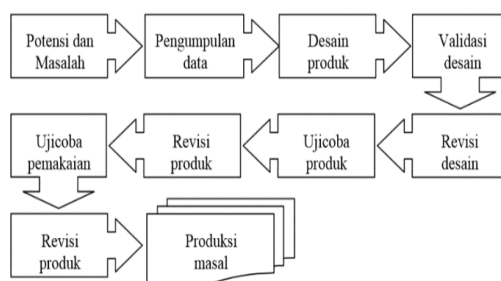 Potensi dan
Masalah
Pengumpulan
data
Desain
produk
Validasi
desain
Revisi
desain
Ujicoba
produk
Revisi
produk
Ujicoba
pemakaian
Revisi
produk
Produksi
masal